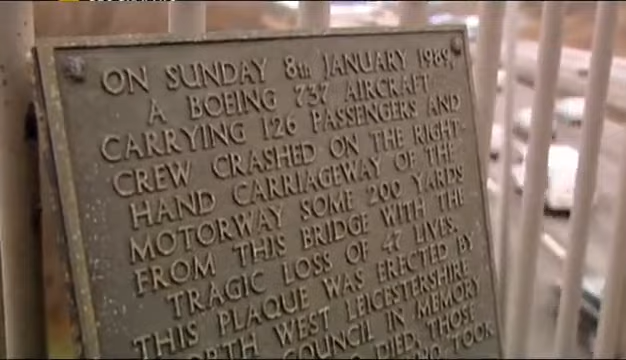 ON SUNDAY 8th JANUARY 1989,
A BOEING 737 AIRCRAFT
CARRYING 126 PASSENGERS AND
CREW CRASHED ON THE RIGHT-
HAND CARRIAGEWAY OF THE
MOTORWAY SOME 200 YARDS
FROM THIS BRIDGE WITH THE
TRAGIC LOSS OF 47 LIVES.
THIS PLAQUE WAS ERECTED BY
NORTH WEST LEICESTERSHIRE
COUNCIL IN MEMORY
DIED, THOSE
TOOK